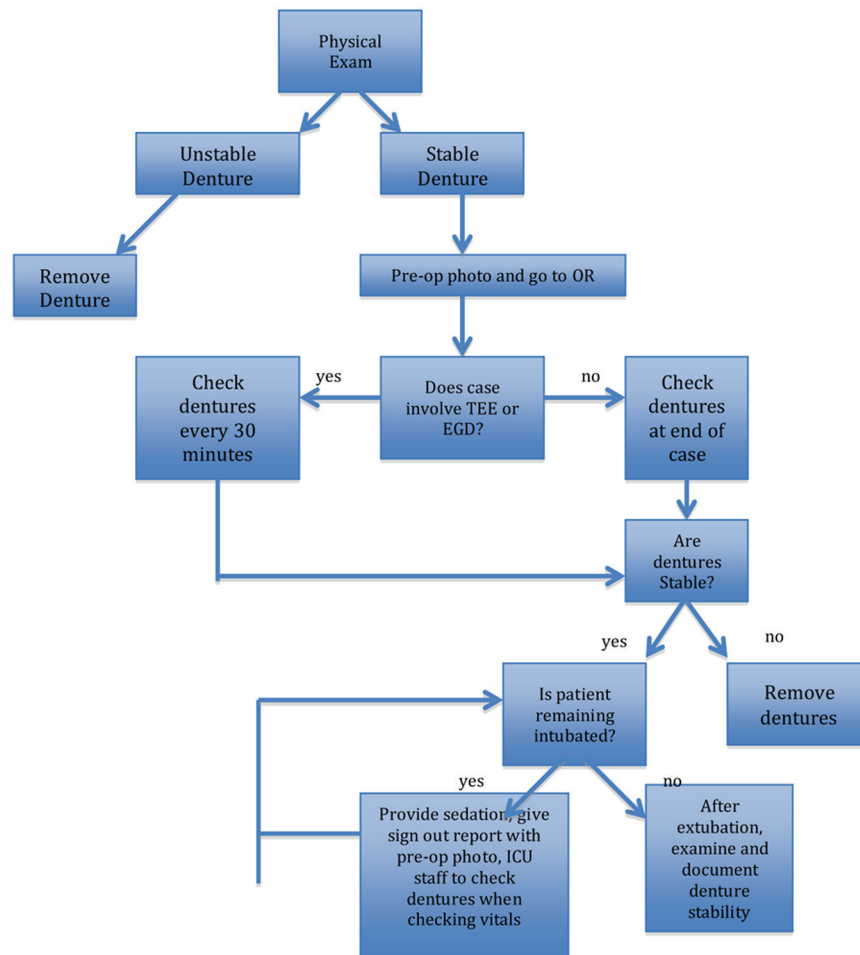 Physical
Exam
Unstable
Denture
Stable
Denture
Remove
Denture
Pre-op photo and go to OR
Check
dentures
every 30
minutes
yes
Does case
involve TEE or
EGD?
no
Check
dentures
at end of
case
Are
dentures
Stable?
yes
no
Is patient
remaining
intubated?
Remove
dentures
yes
no
Provide sedation, give
sign out report with
pre-op photo, ICU
staff to check
dentures when
checking vitals
After
extubation,
examine and
document
denture
stability